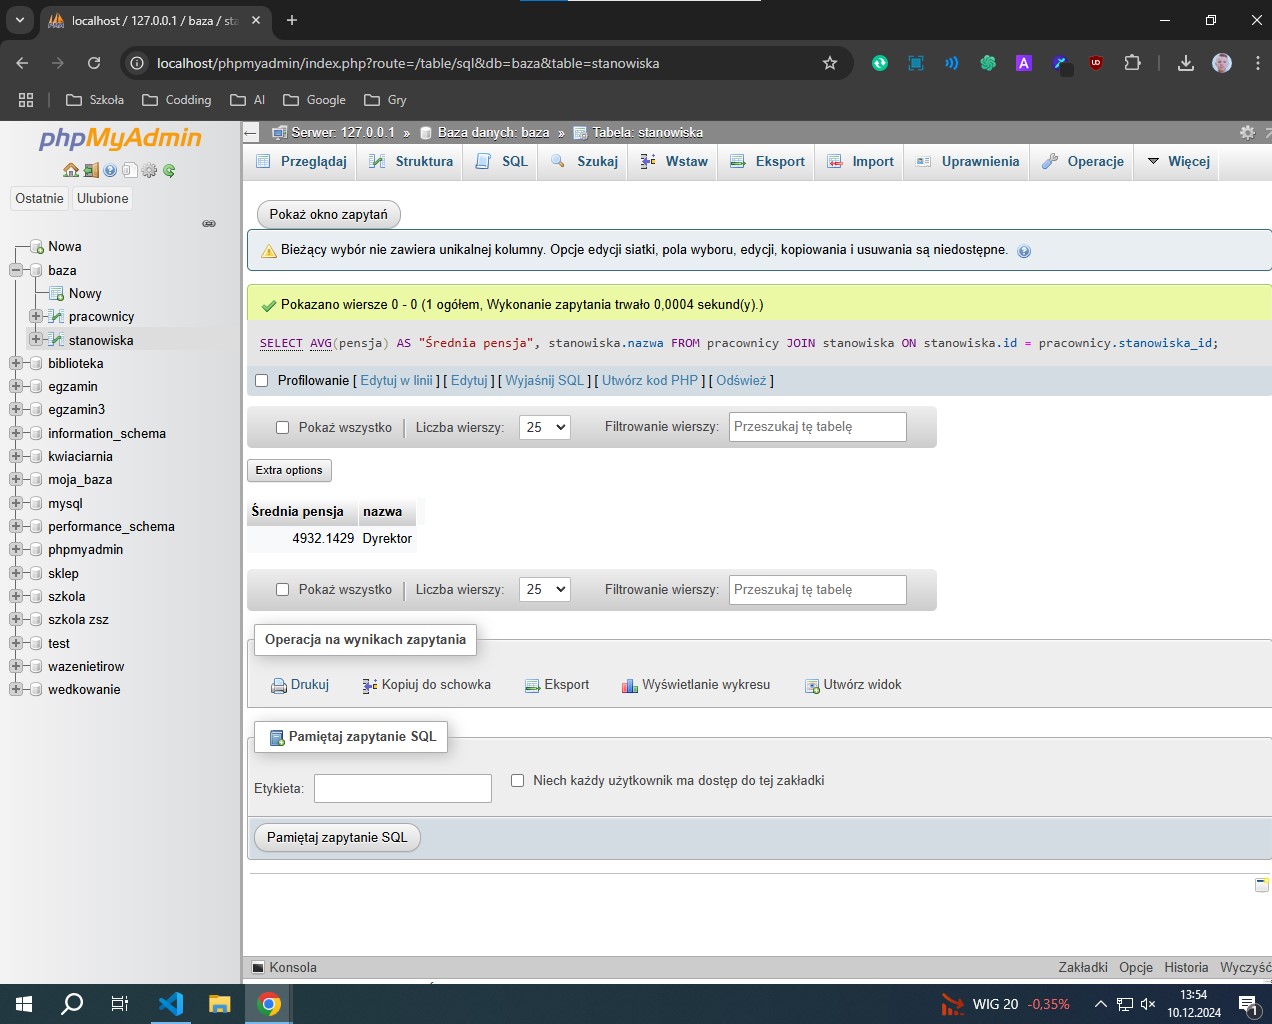 localhost / 127.0.0.1 / baza / sta
localhost/phpmyadmin/index.php?route=/table/sql&db=baza&table=stanowiska
Szkoła
Codding
AI
Google
Gry
phpMyAdmin
Ostatnie
Ulubione
Nowa
baza
Nowy
pracownicy
stanowiska
biblioteka
egzamin
egzamin3
information_schema
kwiaciarnia
moja_baza
mysql
performance_schema
phpmyadmin
sklep
szkola
szkola zsz
test
wazenietirow
wedkowanie
Serwer: 127.0.0.1 » Baza danych: baza » Tabela: stanowiska
Przeglądaj
Struktura
SQL
Szukaj
Wstaw
Eksport
Import
Uprawnienia
Operacje
Więcej
Pokaż okno zapytań
Bieżący wybór nie zawiera unikalnej kolumny. Opcje edycji siatki, pola wyboru, edycji, kopiowania i usuwania są niedostępne.
Pokazano wiersze 0 - 0 (1 ogółem, Wykonanie zapytania trwało 0,0004 sekund(y).)
SELECT AVG(pensja) AS "Średnia pensja", stanowiska.nazwa FROM pracownicy JOIN stanowiska ON stanowiska.id = pracownicy.stanowiska_id;
Profilowanie [ Edytuj w linii ] [ Edytuj ] [ Wyjaśnij SQL ] [ Utwórz kod PHP ] [ Odśwież ]
Pokaż wszystko
Liczba wierszy:
25
Filtrowanie wierszy:
Przeszukaj tę tabelę
Extra options
Średnia pensja nazwa
4932.1429 Dyrektor
Pokaż wszystko
Liczba wierszy:
25
Filtrowanie wierszy:
Przeszukaj tę tabelę
Operacja na wynikach zapytania
Drukuj
Kopiuj do schowka
Eksport
Wyświetlanie wykresu
Utwórz widok
Pamiętaj zapytanie SQL
Etykieta:
Niech każdy użytkownik ma dostęp do tej zakładki
Pamiętaj zapytanie SQL
Konsola
Zakładki
Opcje
Historia
Wyczyść
WIG 20 -0,35%
13:54
10.12.2024
1